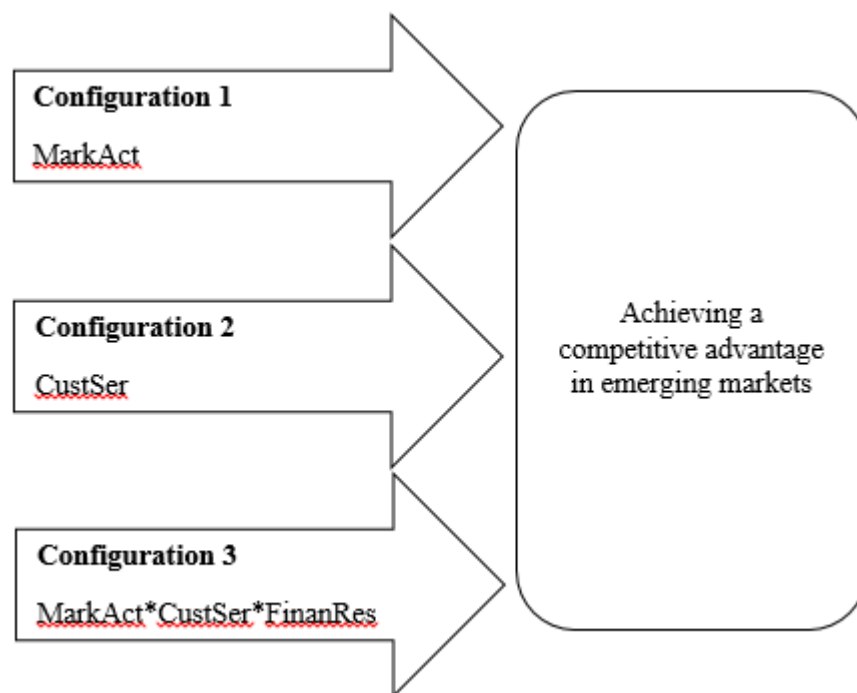 Configuration 1
MarkAct
Configuration 2
CustSer
Configuration 3
MarkAct*CustSer*FinanRes
Achieving a
competitive advantage
in emerging markets